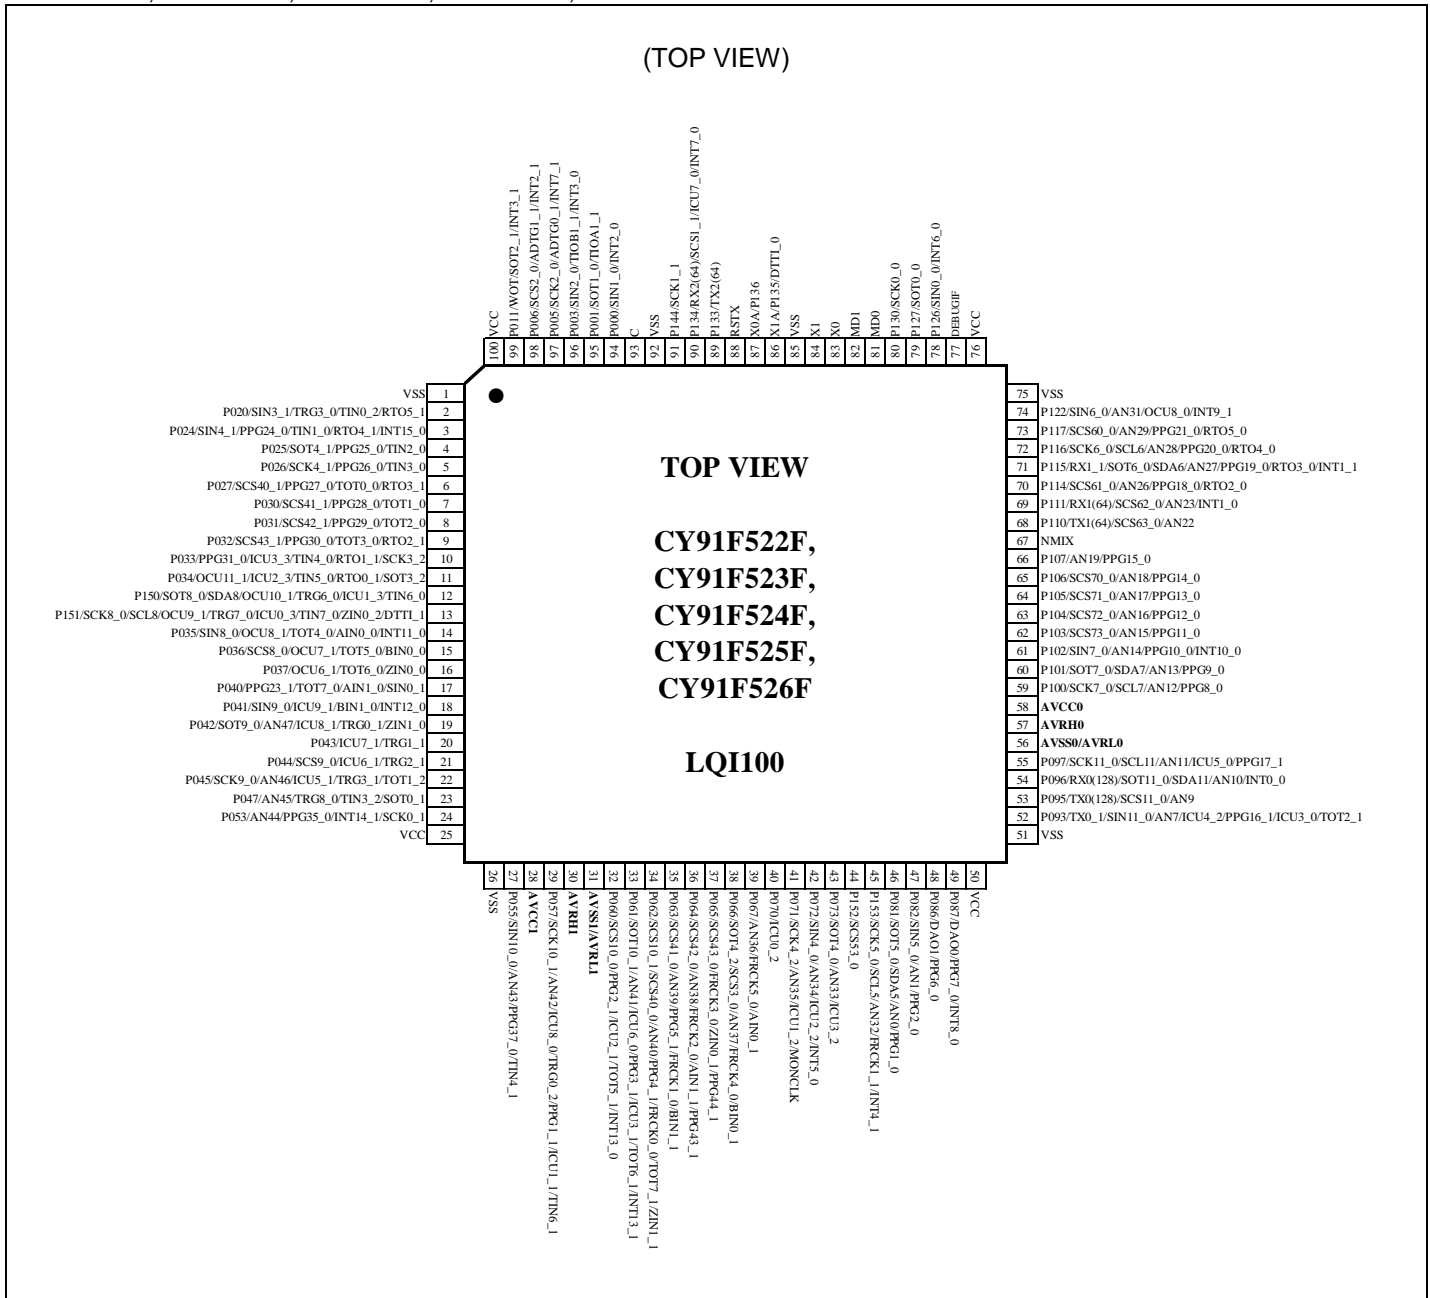 (TOP VIEW)
100 VCC
99 P011/WOT/SOT2_1/INT3_1
98 P006/SCS2_0/ADTG1_1/INT2_1
97 P005/SCK2_0/ADTG0_1/INT7_1
96 P003/SIN2_0/TIOB1_1/INT3_0
95 P001/SOT1_0/TIOA1_1
94 P000/SIN1_0/INT2_0
93 C
92 VSS
91 P144/SCK1_1
90 P134/RX2(64)/SCS1_1/ICU7_0/INT7_0
89 P133/TX2(64)
88 RSTX
87 X0A/P136
86 X1A/P135/DTTI_0
85 VSS
84 X1
83 X0
82 MD1
81 MD0
80 P130/SCK0_0
79 P127/SOT0_0
78 P126/SIN0_0/INT6_0
77 DEBUGIF
76 VCC
VSS 1
P020/SIN3_1/TRG3_0/TIN0_2/RTO5_1 2
P024/SIN4_1/PPG24_0/TIN1_0/RTO4_1/INT15_0 3
P025/SOT4_1/PPG25_0/TIN2_0 4
P026/SCK4_1/PPG26_0/TIN3_0 5
P027/SCS40_1/PPG27_0/TOT0_0/RTO3_1 6
P030/SCS41_1/PPG28_0/TOT1_0 7
P031/SCS42_1/PPG29_0/TOT2_0 8
P032/SCS43_1/PPG30_0/TOT3_0/RTO2_1 9
P033/PPG31_0/ICU3_3/TIN4_0/RTO1_1/SCK3_2 10
P034/OCU11_1/ICU2_3/TIN5_0/RTO0_1/SOT3_2 11
P150/SOT8_0/SDA8/OCU10_1/TRG6_0/ICU1_3/TIN6_0 12
P151/SCK8_0/SCL8/OCU9_1/TRG7_0/ICU0_3/TIN7_0/ZIN0_2/DTTI_1 13
P035/SIN8_0/OCU8_1/TOT4_0/AIN0_0/INT11_0 14
P036/SCS8_0/OCU7_1/TOT5_0/BIN0_0 15
P037/OCU6_1/TOT6_0/ZIN0_0 16
P040/PPG23_1/TOT7_0/AIN1_0/SIN0_1 17
P041/SIN9_0/ICU9_1/BIN1_0/INT12_0 18
P042/SOT9_0/AN47/ICU8_1/TRG0_1/ZIN1_0 19
P043/ICU7_1/TRG1_1 20
P044/SCS9_0/ICU6_1/TRG2_1 21
P045/SCK9_0/AN46/ICU5_1/TRG3_1/TOT1_2 22
P047/AN45/TRG8_0/TIN3_2/SOT0_1 23
P053/AN44/PPG35_0/INT14_1/SCK0_1 24
VCC 25
TOP VIEW
CY91F522F,
CY91F523F,
CY91F524F,
CY91F525F,
CY91F526F
LQI100
75 VSS
74 P122/SIN6_0/AN31/OCU8_0/INT9_1
73 P117/SCS60_0/AN29/PPG21_0/RTO5_0
72 P116/SCK6_0/SCL6/AN28/PPG20_0/RTO4_0
71 P115/RX1_1/SOT6_0/SDA6/AN27/PPG19_0/RTO3_0/INT1_1
70 P114/SCS61_0/AN26/PPG18_0/RTO2_0
69 P111/RX1(64)/SCS62_0/AN23/INT1_0
68 P110/TX1(64)/SCS63_0/AN22
67 NMIX
66 P107/AN19/PPG15_0
65 P106/SCS70_0/AN18/PPG14_0
64 P105/SCS71_0/AN17/PPG13_0
63 P104/SCS72_0/AN16/PPG12_0
62 P103/SCS73_0/AN15/PPG11_0
61 P102/SIN7_0/AN14/PPG10_0/INT10_0
60 P101/SOT7_0/SDA7/AN13/PPG9_0
59 P100/SCK7_0/SCL7/AN12/PPG8_0
58 AVCC0
57 AVRH0
56 AVSS0/AVRL0
55 P097/SCK11_0/SCL11/AN11/ICU5_0/PPG17_1
54 P096/RX0(128)/SOT11_0/SDA11/AN10/INT0_0
53 P095/TX0(128)/SCS11_0/AN9
52 P093/TX0_1/SIN11_0/AN7/ICU4_2/PPG16_1/ICU3_0/TOT2_1
51 VSS
26 VSS
27 P055/SIN10_0/AN43/PPG37_0/TIN4_1
28 AVCC1
29 P057/SCK10_1/AN42/ICU8_0/TRG0_2/PPG1_1/ICU1_1/TIN6_1
30 AVRH1
31 AVSS1/AVRL1
32 P060/SCS10_0/PPG2_1/ICU2_1/TOT5_1/INT13_0
33 P061/SOT10_1/AN41/ICU6_0/PPG3_1/ICU3_1/TOT6_1/INT13_1
34 P062/SCS10_1/SCS40_0/AN40/PPG4_1/FRCK0_0/TOT7_1/ZIN1_1
35 P063/SCS41_0/AN39/PPG5_1/FRCK1_0/BIN1_1
36 P064/SCS42_0/AN38/FRCK2_0/AIN1_1/PPG43_1
37 P065/SCS43_0/FRCK3_0/ZIN0_1/PPG44_1
38 P066/SOT4_2/SCS3_0/AN37/FRCK4_0/BIN0_1
39 P067/AN36/FRCK5_0/AIN0_1
40 P070/ICU0_2
41 P071/SCK4_2/AN35/ICU1_2/MONCLK
42 P072/SIN4_0/AN34/ICU2_2/INT5_0
43 P073/SOT4_0/AN33/ICU3_2
44 P152/SCS53_0
45 P153/SCK5_0/SCL5/AN32/FRCK1_1/INT4_1
46 P081/SOT5_0/SDA5/AN0/PPG1_0
47 P082/SIN5_0/AN1/PPG2_0
48 P086/DAO1/PPG6_0
49 P087/DAO0/PPG7_0/INT8_0
50 VCC